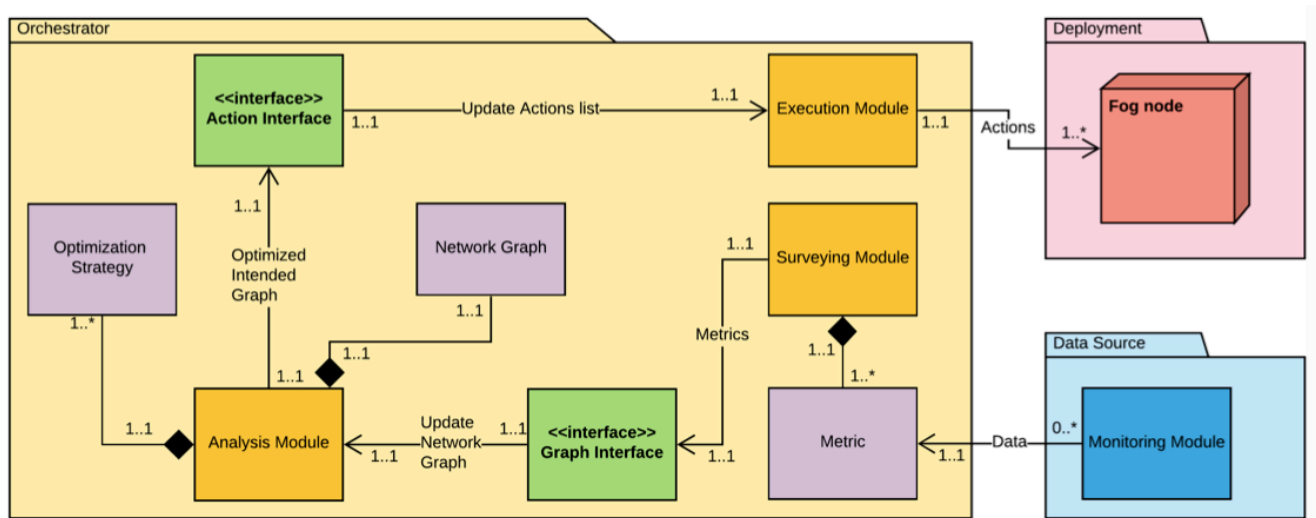 Orchestrator
Deployment
<<interface>>
Action Interface
1..1
Update Actions list
1..1
Execution Module
1..1
Actions
1..*
Fog node
1..1
Optimization
Strategy
1..*
Optimized
Intended
Graph
Network Graph
1..1
1..1
1..1
Surveying Module
Metrics
1..1
1..*
1..1
1..1
Analysis Module
1..1
Update
Network
Graph
1..1
<<interface>>
Graph Interface
1..1
Metric
1..1
Data
Data Source
0..*
Monitoring Module